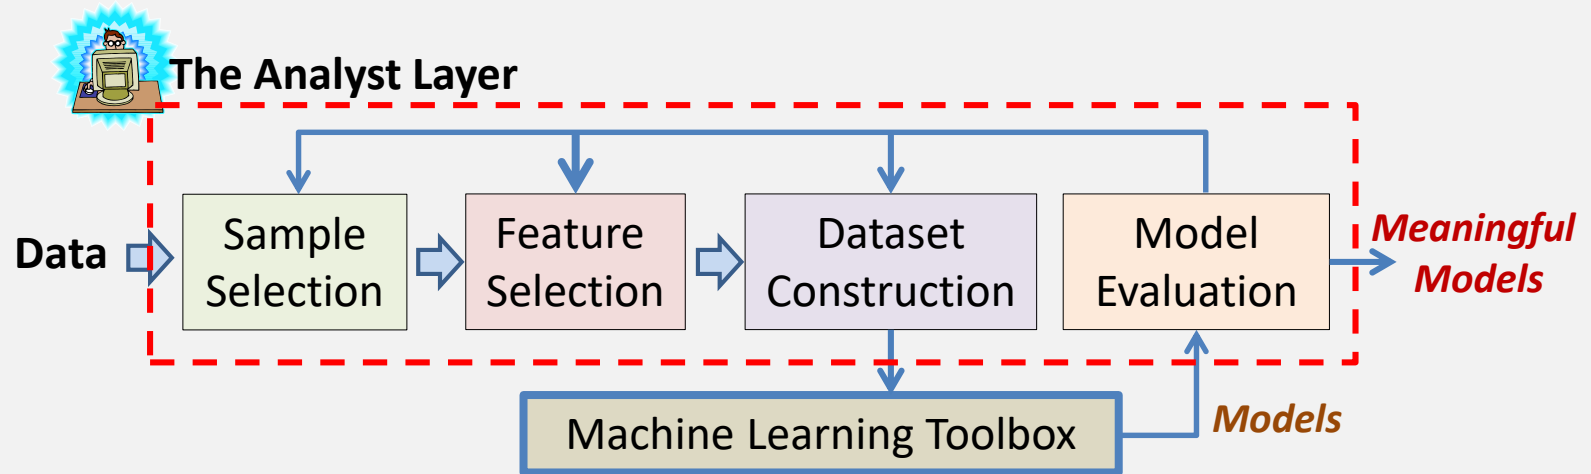 The Analyst Layer
Data
Sample
Selection
Feature
Selection
Dataset
Construction
Model
Evaluation
Meaningful
Models
Machine Learning Toolbox
Models